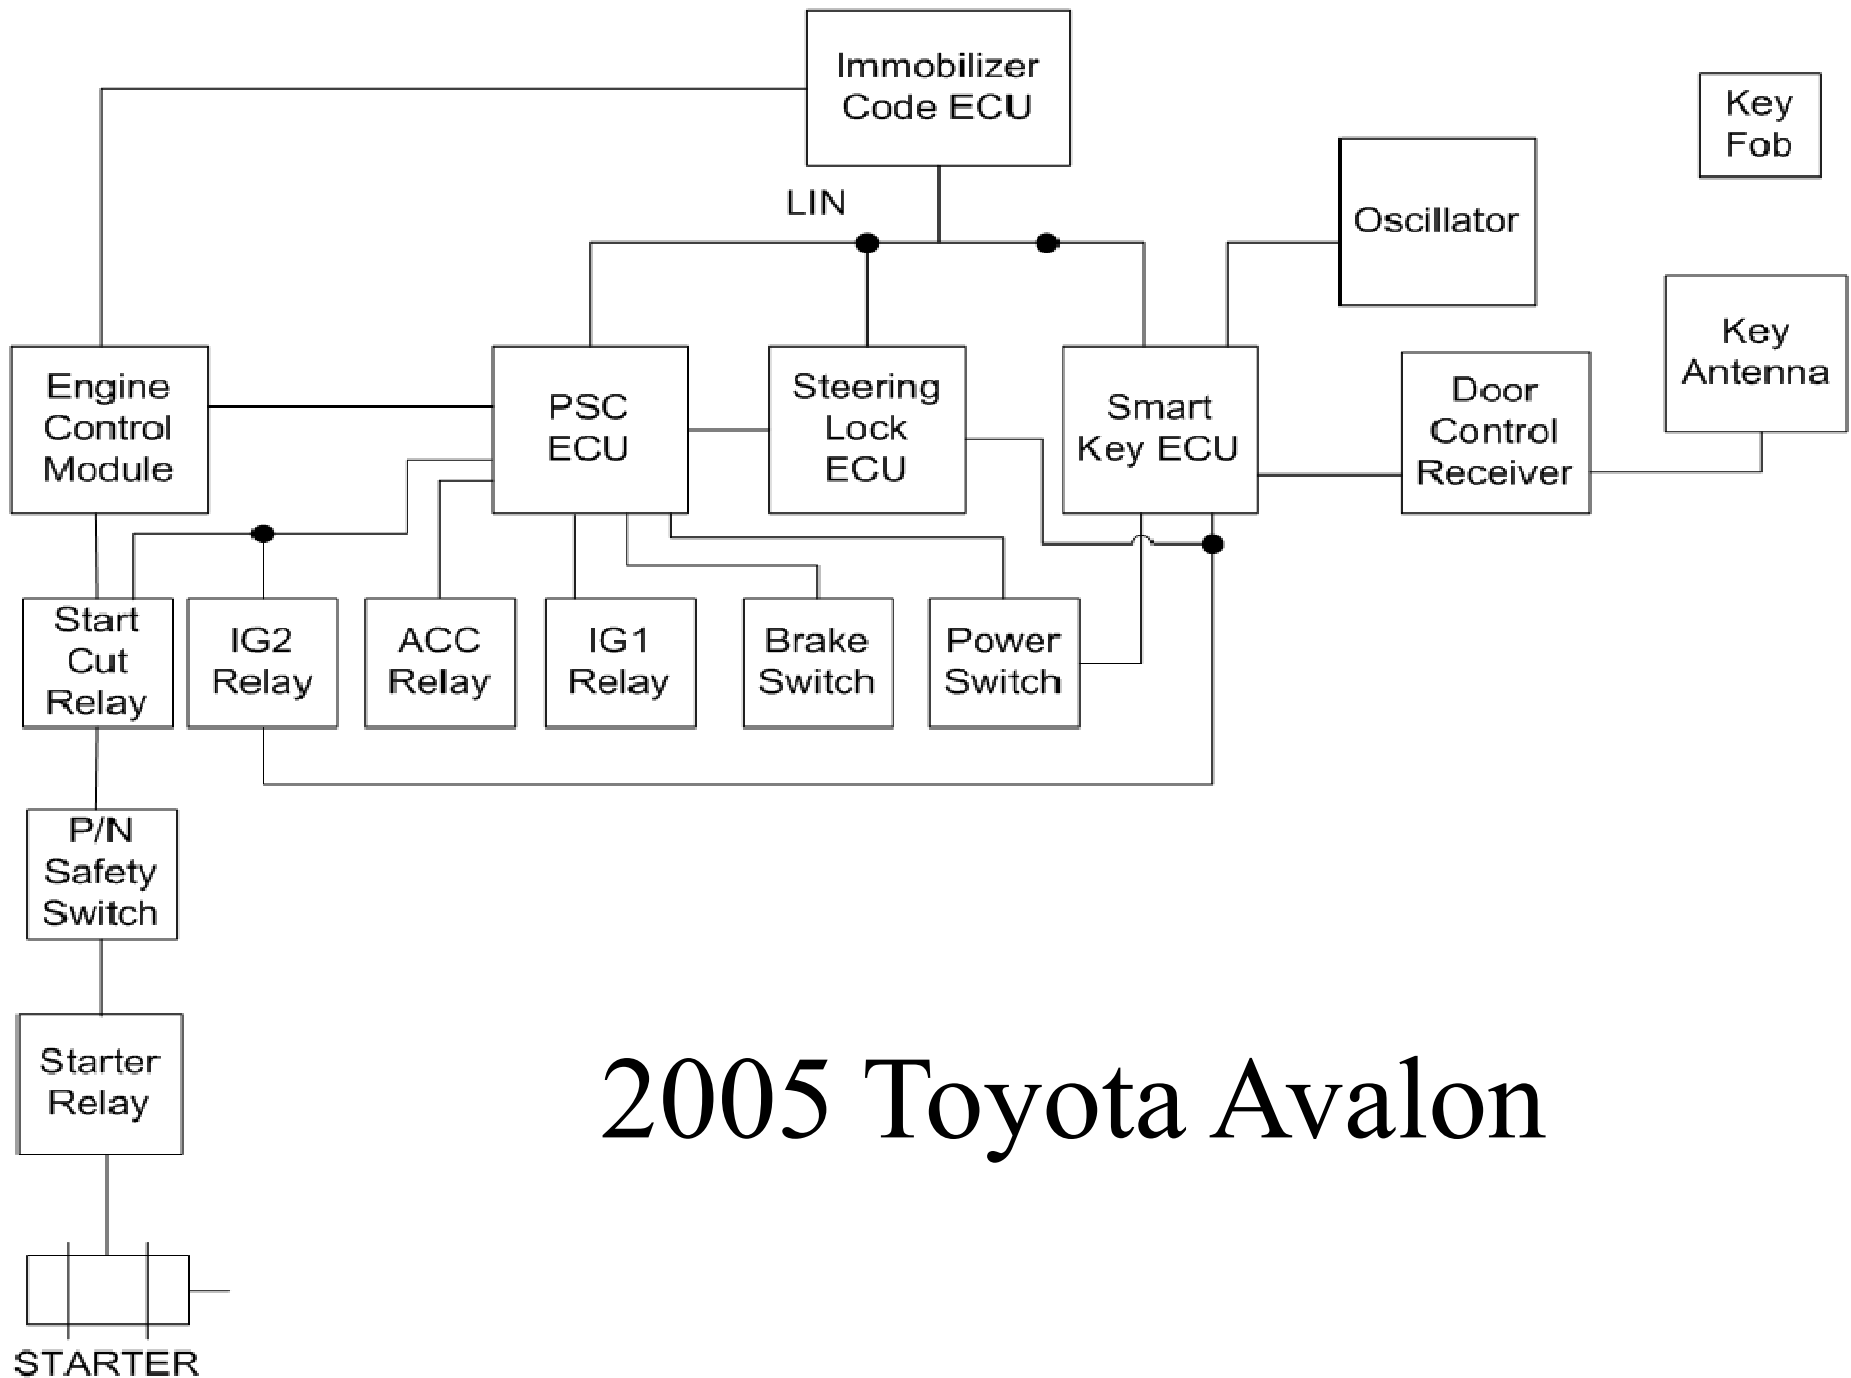 Immobilizer
Code ECU
Key
Fob
LIN
Oscillator
Key
Antenna
Engine
Control
Module
PSC
ECU
Steering
Lock
ECU
Smart
Key ECU
Door
Control
Receiver
Start
Cut
Relay
IG2
Relay
ACC
Relay
IG1
Relay
Brake
Switch
Power
Switch
P/N
Safety
Switch
Starter
Relay
2005 Toyota Avalon
STARTER